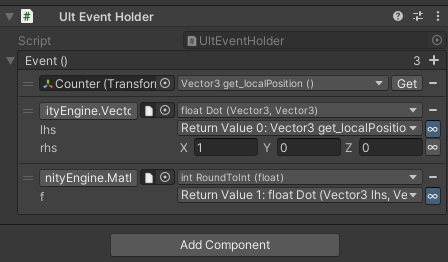 Ult Event Holder
Script UltEventHolder
Event () 3
Counter (Transform Vector3 get_localPosition () Get
ityEngine.Vecto float Dot (Vector3, Vector3)
lhs Return Value 0: Vector3 get_localPositio
rhs X 1 Y 0 Z 0
nityEngine.Matl int RoundToInt (float)
f Return Value 1: float Dot (Vector3 lhs, Ve
Add Component